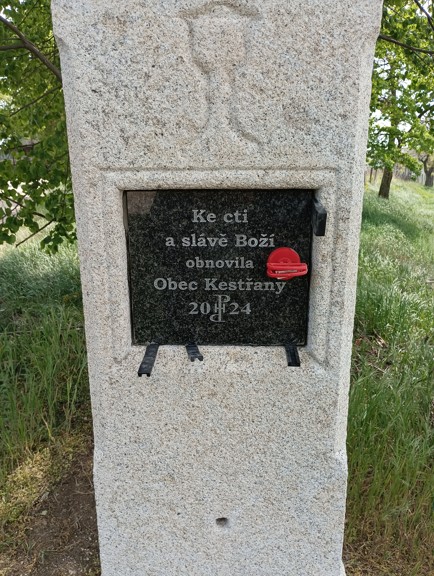 Ke cti
a slávě Boží
obnovila
Obec Kestřany
2024